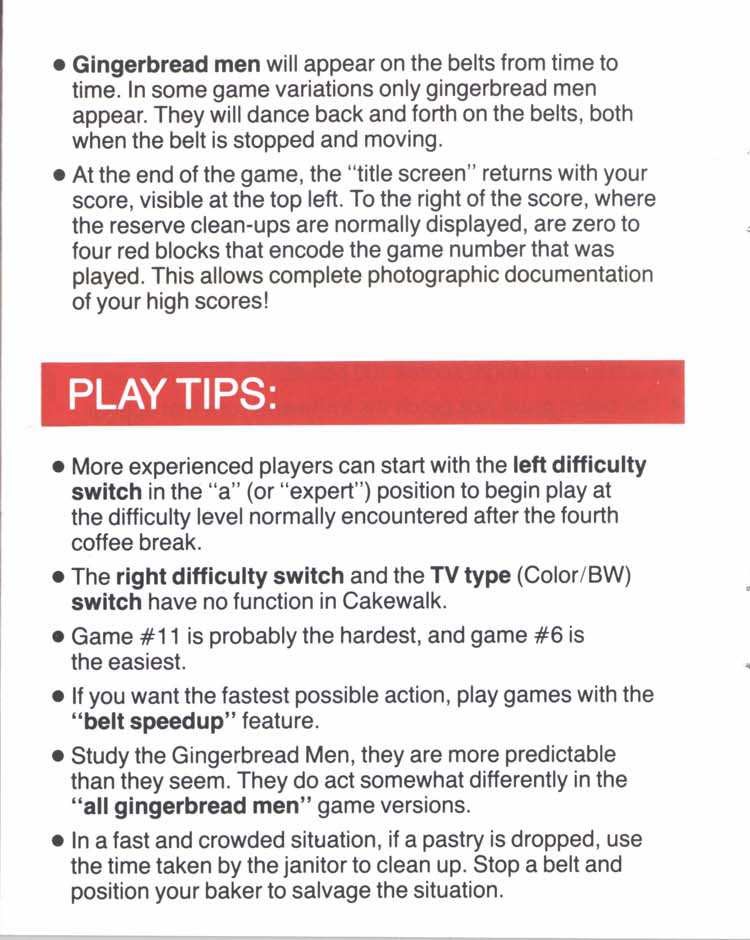 ● Gingerbread men will appear on the belts from time to
time. In some game variations only gingerbread men
appear. They will dance back and forth on the belts, both
when the belt is stopped and moving.
● At the end of the game, the "title screen" returns with your
score, visible at the top left. To the right of the score, where
the reserve clean-ups are normally displayed, are zero to
four red blocks that encode the game number that was
played. This allows complete photographic documentation
of your high scores!
PLAY TIPS:
● More experienced players can start with the left difficulty
switch in the "a" (or "expert") position to begin play at
the difficulty level normally encountered after the fourth
coffee break.
● The right difficulty switch and the TV type (Color/BW)
switch have no function in Cakewalk.
● Game #11 is probably the hardest, and game #6 is
the easiest.
● If you want the fastest possible action, play games with the
"belt speedup" feature.
● Study the Gingerbread Men, they are more predictable
than they seem. They do act somewhat differently in the
"all gingerbread men" game versions.
● In a fast and crowded situation, if a pastry is dropped, use
the time taken by the janitor to clean up. Stop a belt and
position your baker to salvage the situation.